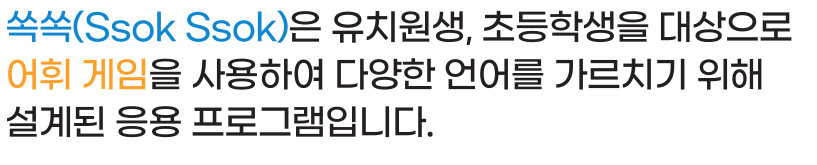 쏙쏙(Ssok Ssok)은 유치원생, 초등학생을 대상으로
어휘 게임을 사용하여 다양한 언어를 가르치기 위해
설계된 응용 프로그램입니다.